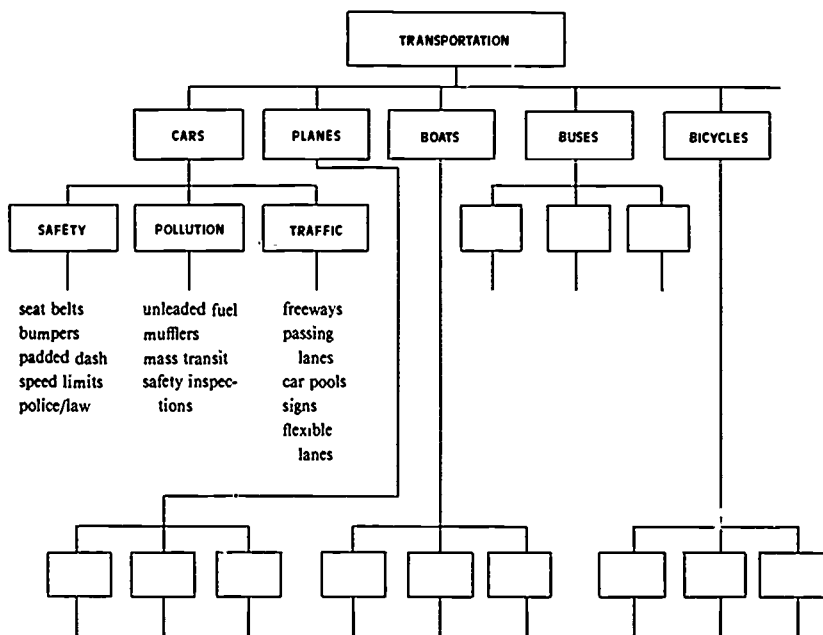 TRANSPORTATION
CARS
PLANES
BOATS
BUSES
BICYCLES
SAFETY
POLLUTION
TRAFFIC
seat belts
bumpers
padded dash
speed limits
police/law
unleaded fuel
mufflers
mass transit
safety inspec-
tions
freeways
passing
lanes
car pools
signs
flexible
lanes